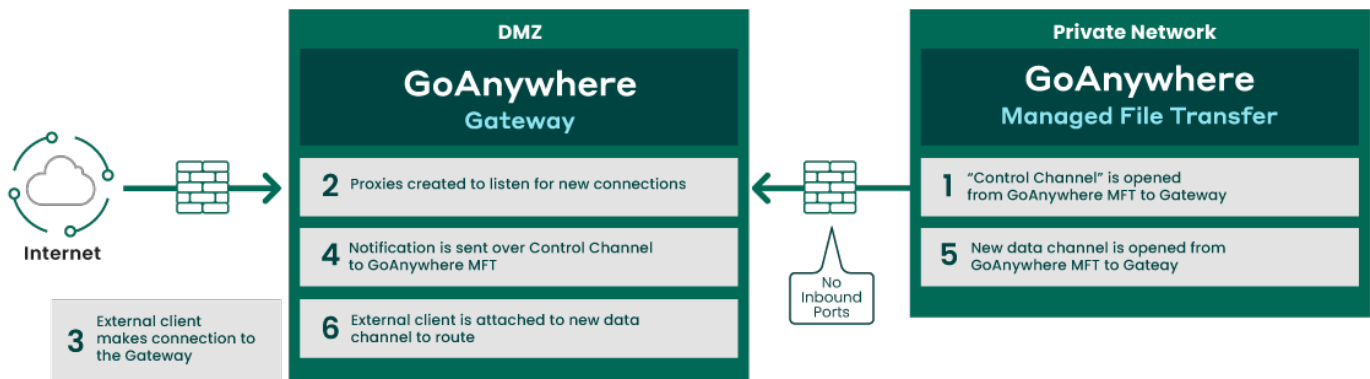 DMZ
GoAnywhere
Gateway
2 Proxies created to listen for new connections
4 Notification is sent over Control Channel
to GoAnywhere MFT
6 External client is attached to new data
channel to route
Internet
3 External client
makes connection to
the Gateway
No
Inbound
Ports
Private Network
GoAnywhere
Managed File Transfer
1 “Control Channel” is opened
from GoAnywhere MFT to Gateway
5 New data channel is opened from
GoAnywhere MFT to Gateay